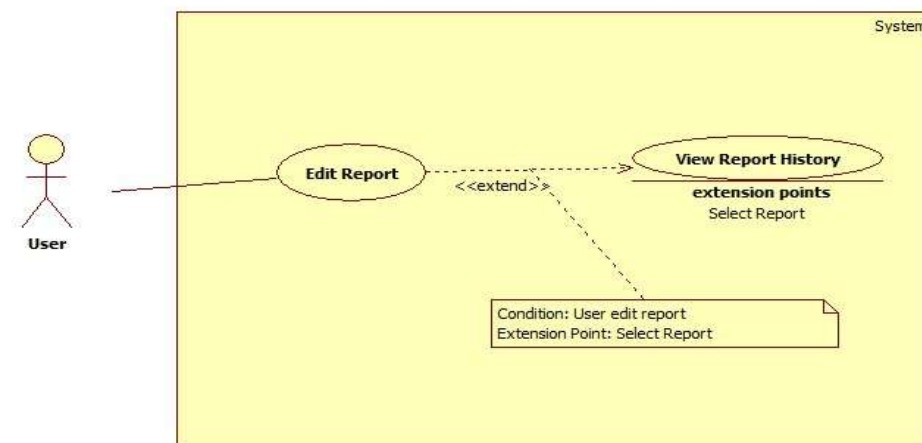 System
Edit Report
View Report History
<<extend>>
extension points
Select Report
User
Condition: User edit report
Extension Point: Select Report